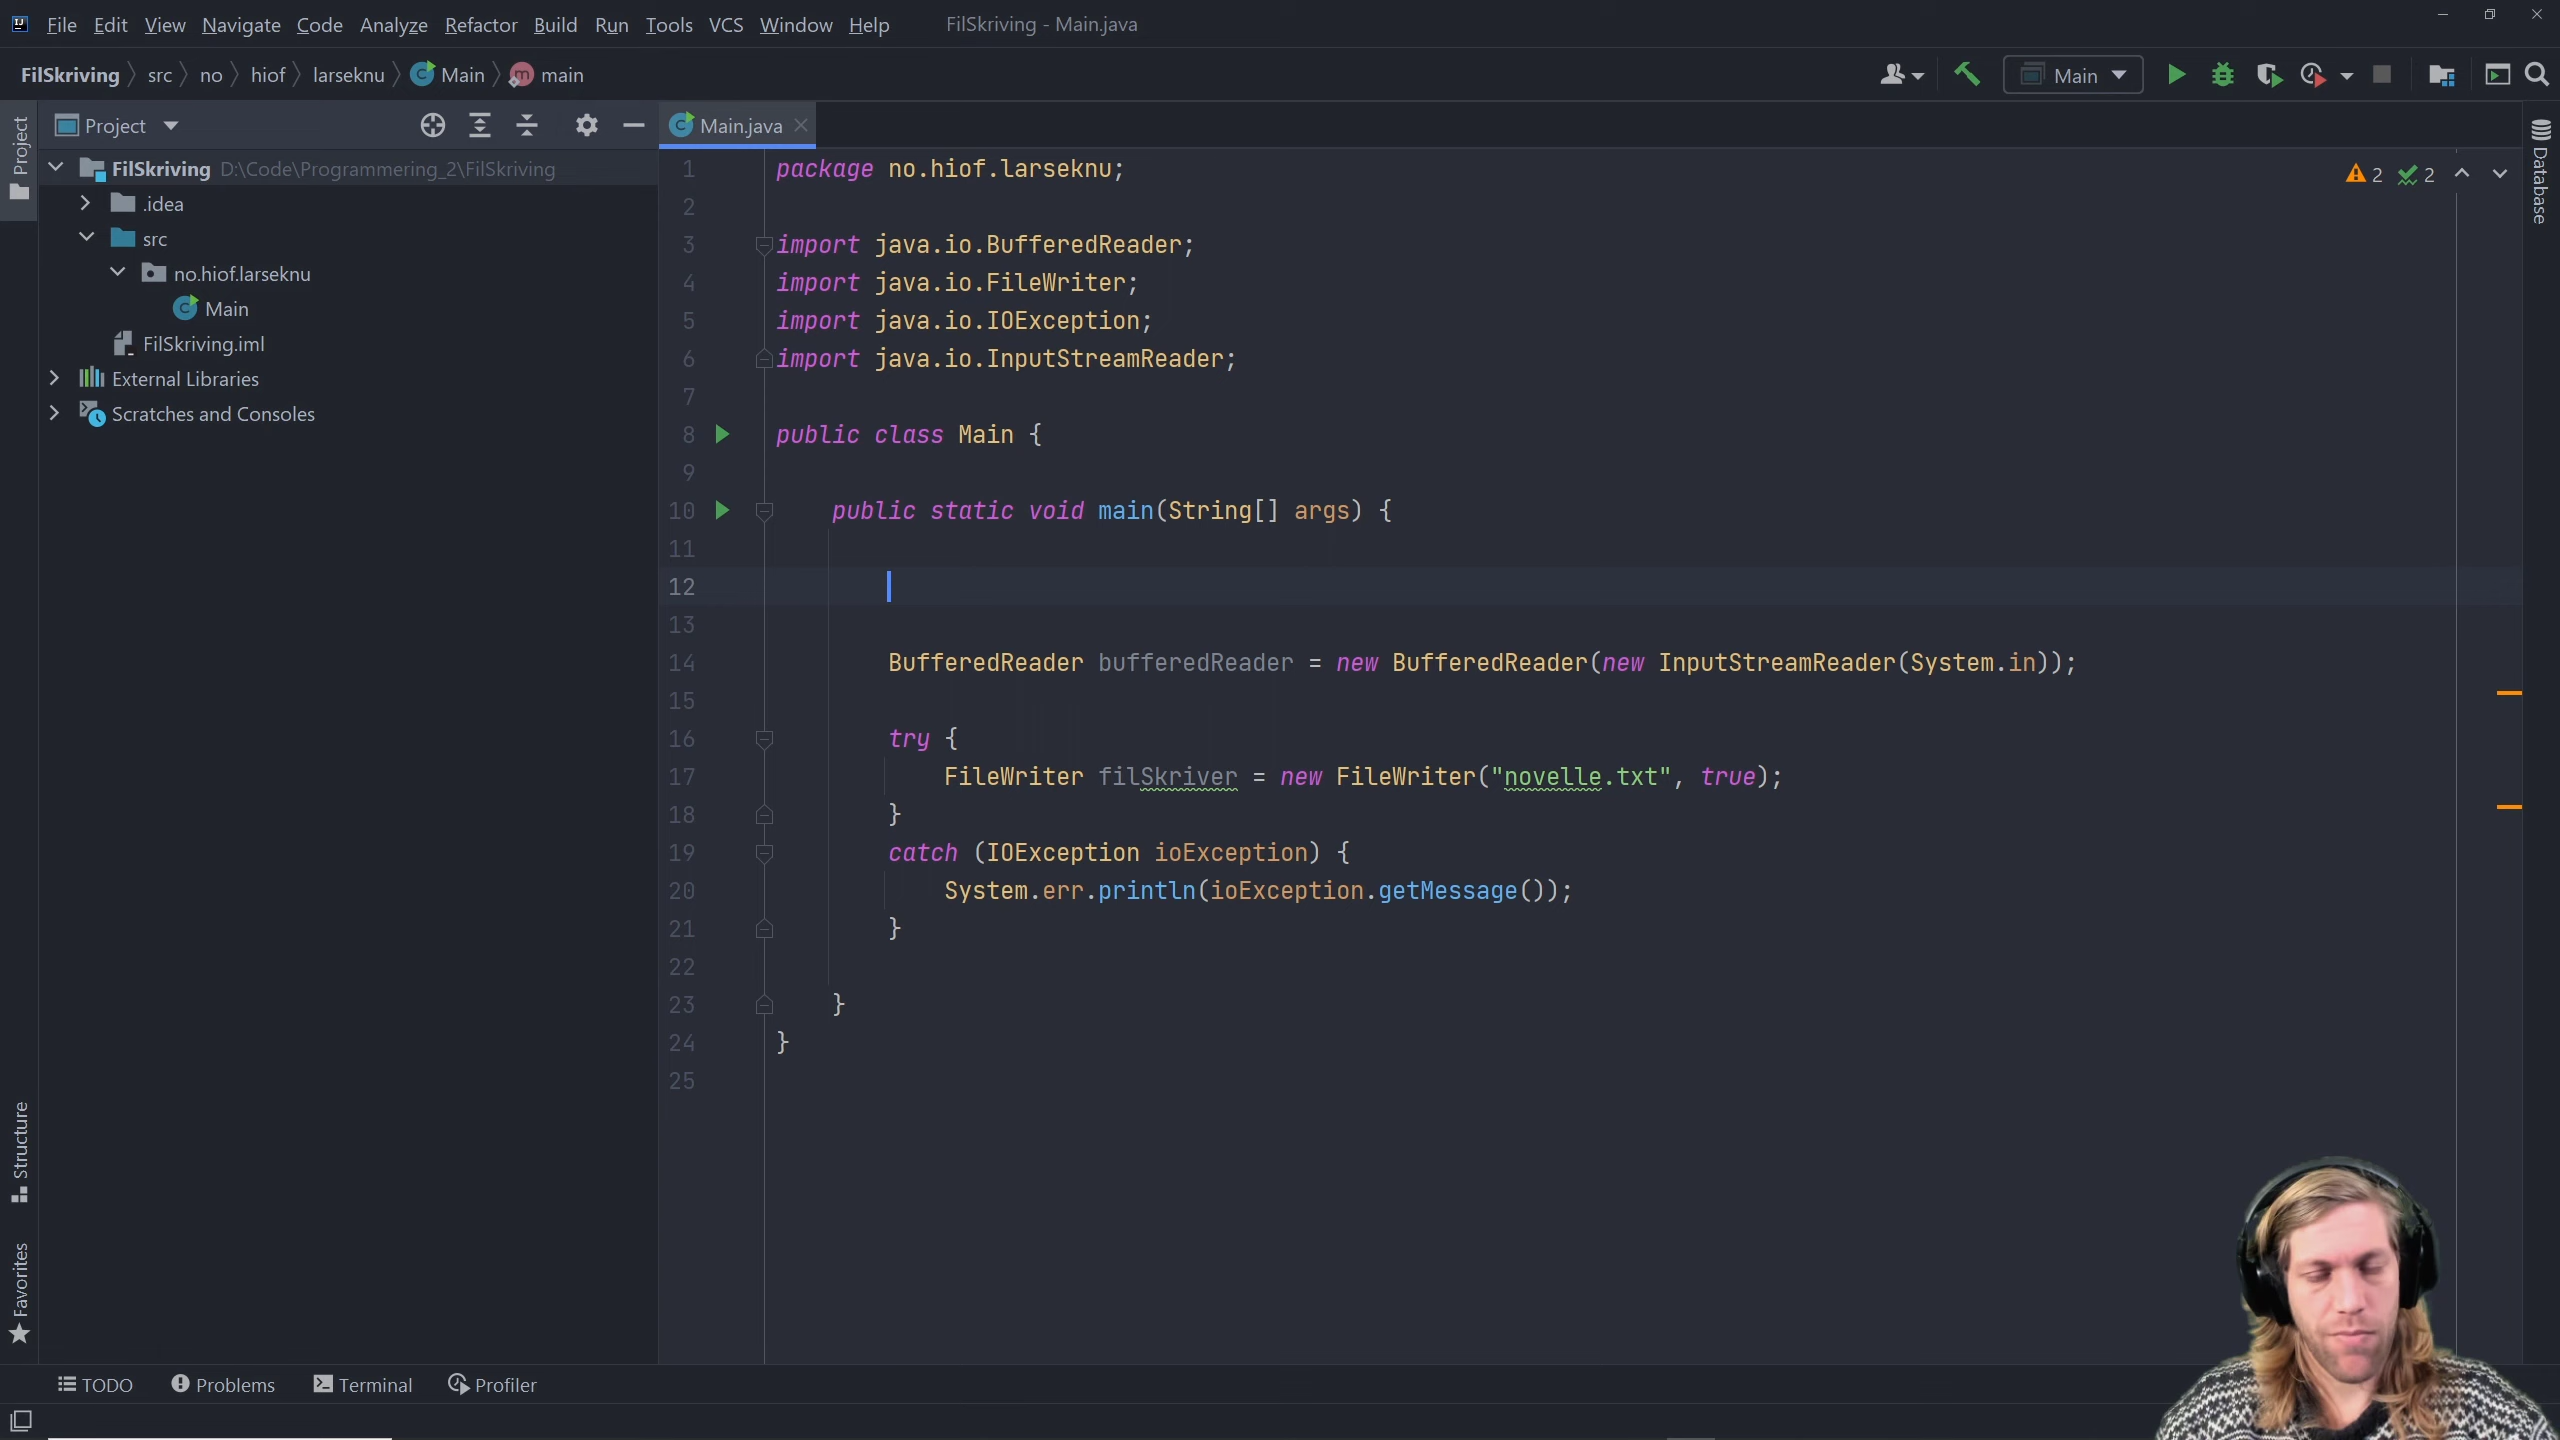 File Edit View Navigate Code Analyze Refactor Build Run Tools VCS Window Help FilSkriving - Main.java
FilSkriving src no hiof larseknu Main main Main
Project
Project
FilSkriving D:\Code\Programmering_2\FilSkriving
.idea
src
no.hiof.larseknu
Main
FilSkriving.iml
External Libraries
Scratches and Consoles
Structure
Favorites
Main.java
2 2
1 package no.hiof.larseknu;
2
3 import java.io.BufferedReader;
4 import java.io.FileWriter;
5 import java.io.IOException;
6 import java.io.InputStreamReader;
7
8 public class Main {
9
10 public static void main(String[] args) {
11
12
13
14 BufferedReader bufferedReader = new BufferedReader(new InputStreamReader(System.in));
15
16 try {
17 FileWriter filSkriver = new FileWriter("novelle.txt", true);
18 }
19 catch (IOException ioException) {
20 System.err.println(ioException.getMessage());
21 }
22
23 }
24 }
25
Database
TODO Problems Terminal Profiler